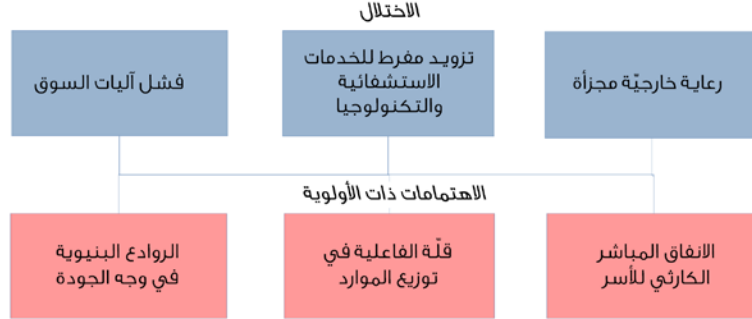 الاختلال
رعاية خارجيّة مجزأة
تزويد مفرط للخدمات
الاستشفائية
والتكنولوجيا
فشل آليات السوق
الاهتمامات ذات الأولوية
الانفاق المباشر
الكارثي للأسر
قلّة الفاعلية في
توزيع الموارد
الروادع البنيوية
في وجه الجودة